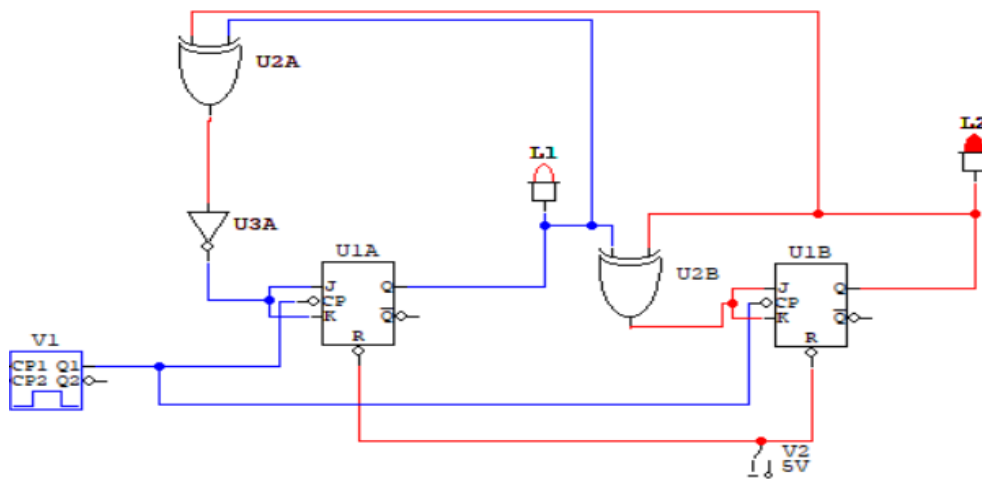 U2A
L1
L2
U3A
U1A
J
Q
CP
K
Q
R
U2B
U1B
J
Q
CP
K
Q
R
V1
CP1 Q1
CP2 Q2
V2
5V